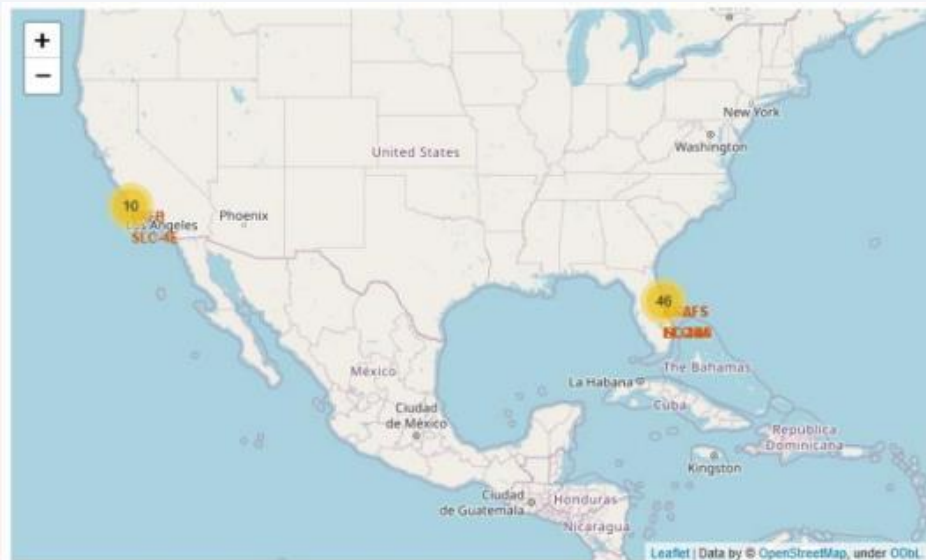 +
−
New York
Washington
United States
10
Los Angeles
SLC-4E
Phoenix
46
AFS
The Bahamas
México
La Habana
Cuba
Ciudad
de México
República
Dominicana
Kingston
Ciudad
de Guatemala
Honduras
Nicaragua
Leaflet | Data by © OpenStreetMap, under ODbL.